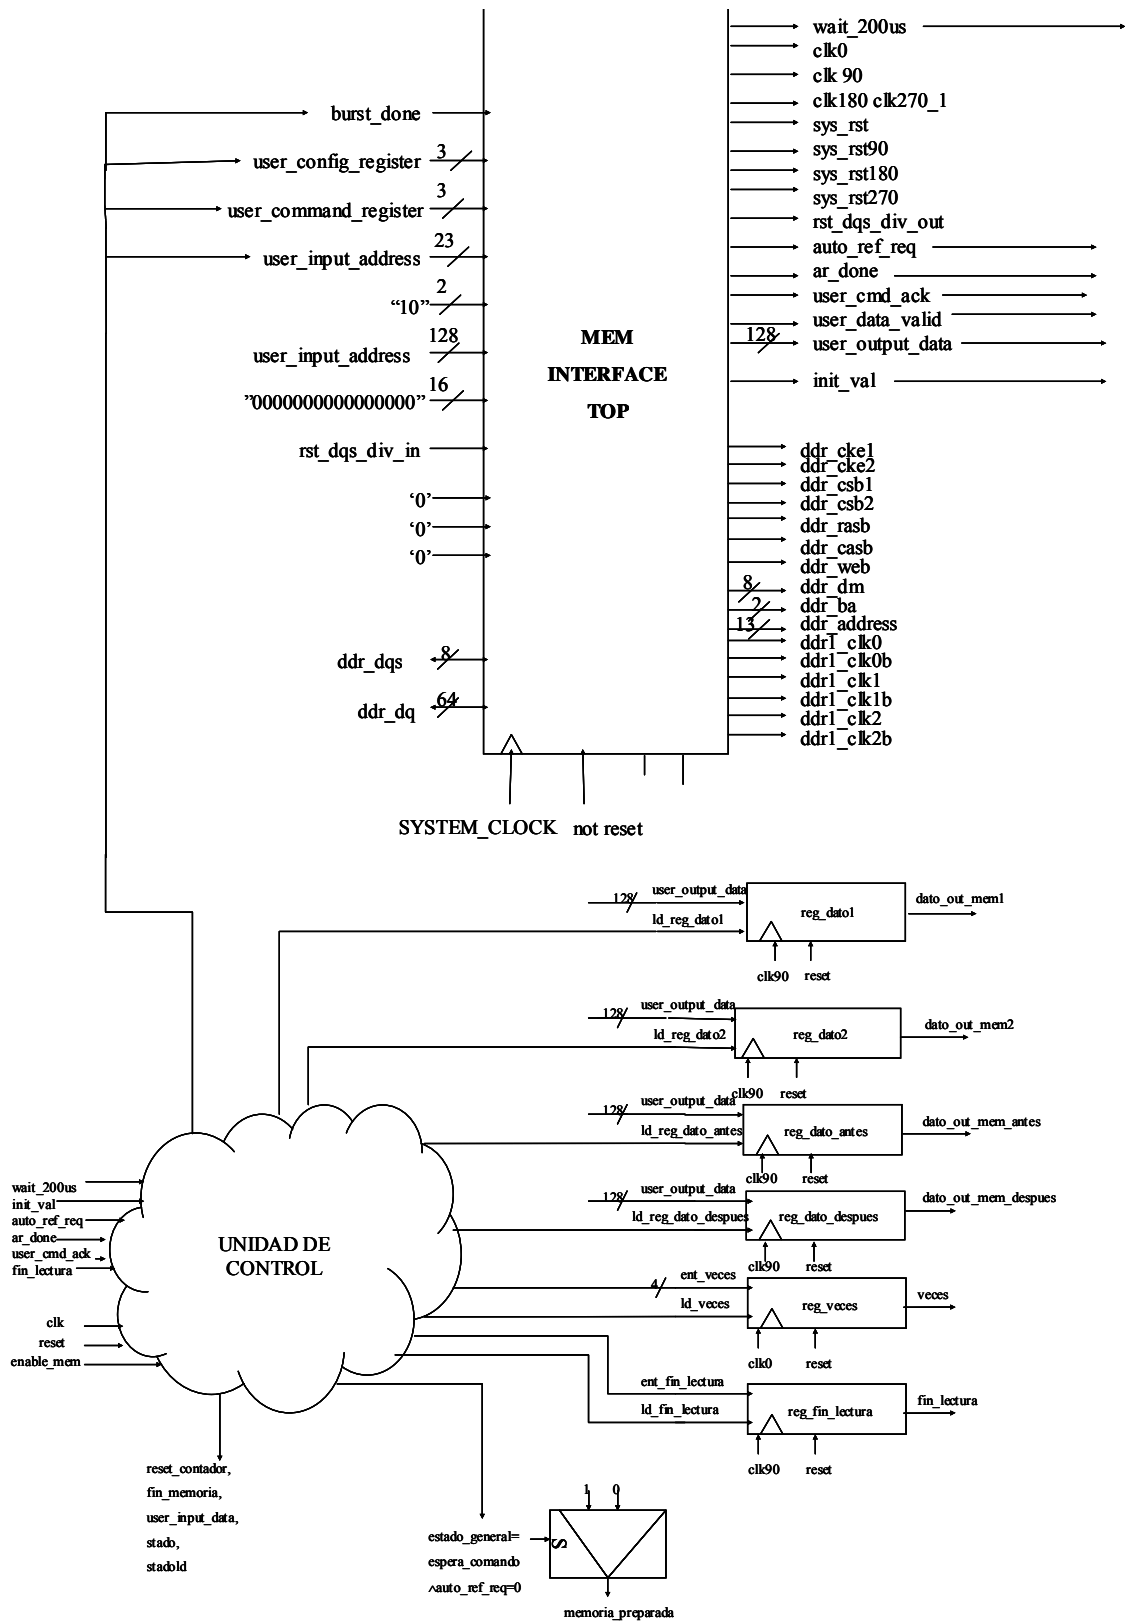 wait_200us
clk0
clk 90
clk180 clk270_1
sys_rst
sys_rst90
sys_rst180
sys_rst270
rst_dqs_div_out
auto_ref_req
ar_done
user_cmd_ack
user_data_valid
128
user_output_data
init_val
burst_done
user_config_register
3
user_command_register
3
user_input_address
23
“10”
2
user_input_address
128
”0000000000000000”
16
rst_dqs_div_in
‘0’
‘0’
‘0’
MEM
INTERFACE
TOP
ddr_cke1
ddr_cke2
ddr_csb1
ddr_csb2
ddr_rasb
ddr_casb
ddr_web
8
ddr_dm
2
ddr_ba
13
ddr_address
ddr1_clk0
ddr1_clk0b
ddr1_clk1
ddr1_clk1b
ddr1_clk2
ddr1_clk2b
ddr_dqs
8
ddr_dq
64
SYSTEM_CLOCK not reset
128
user_output_data
ld_reg_dato1
reg_dato1
dato_out_mem1
clk90 reset
128
user_output_data
ld_reg_dato2
reg_dato2
dato_out_mem2
clk90 reset
128
user_output_data
ld_reg_dato_antes
reg_dato_antes
dato_out_mem_antes
clk90 reset
128
user_output_data
ld_reg_dato_despues
reg_dato_despues
dato_out_mem_despues
clk90 reset
4
ent_veces
ld_veces
reg_veces
veces
clk0 reset
ent_fin_lectura
ld_fin_lectura
reg_fin_lectura
fin_lectura
clk90 reset
wait_200us
init_val
auto_ref_req
ar_done
user_cmd_ack
fin_lectura
clk
reset
enable_mem
UNIDAD DE
CONTROL
reset_contador,
fin_memoria,
user_input_data,
stado,
stadold
estado_general=
espera_comando
^auto_ref_req=0
1 0
S
memoria_preparada